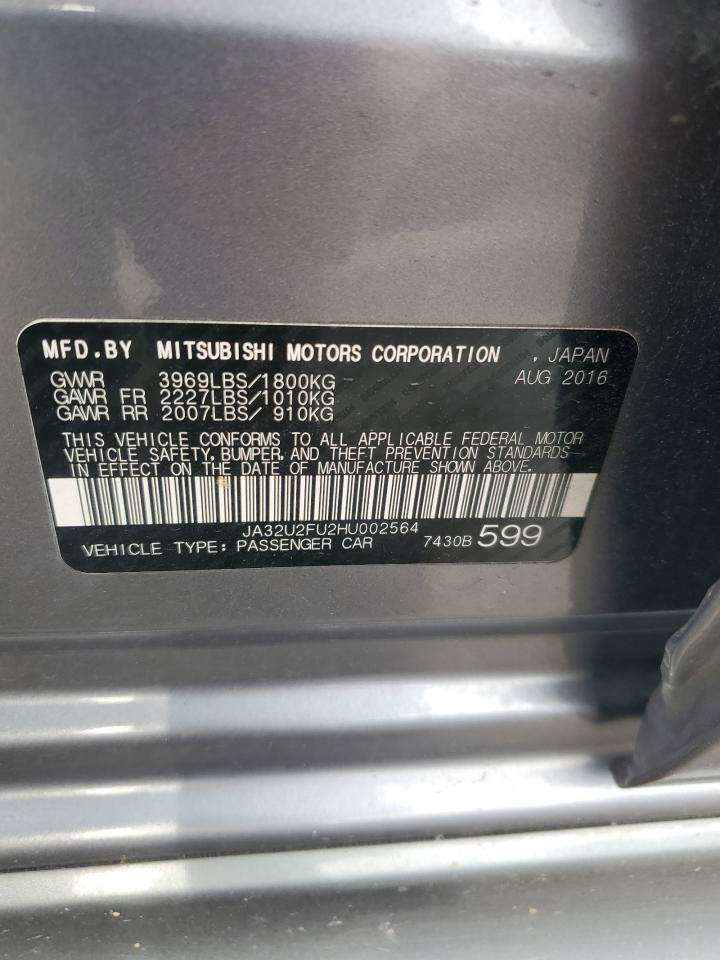 MFD.BY MITSUBISHI MOTORS CORPORATION , JAPAN
GVWR 3969LBS/1800KG AUG 2016
GAWR FR 2227LBS/1010KG
GAWR RR 2007LBS/ 910KG
THIS VEHICLE CONFORMS TO ALL APPLICABLE FEDERAL MOTOR
VEHICLE SAFETY, BUMPER, AND THEFT PREVENTION STANDARDS
IN EFFECT ON THE DATE OF MANUFACTURE SHOWN ABOVE.
JA32U2FU2HU002564
VEHICLE TYPE: PASSENGER CAR 7430B 599